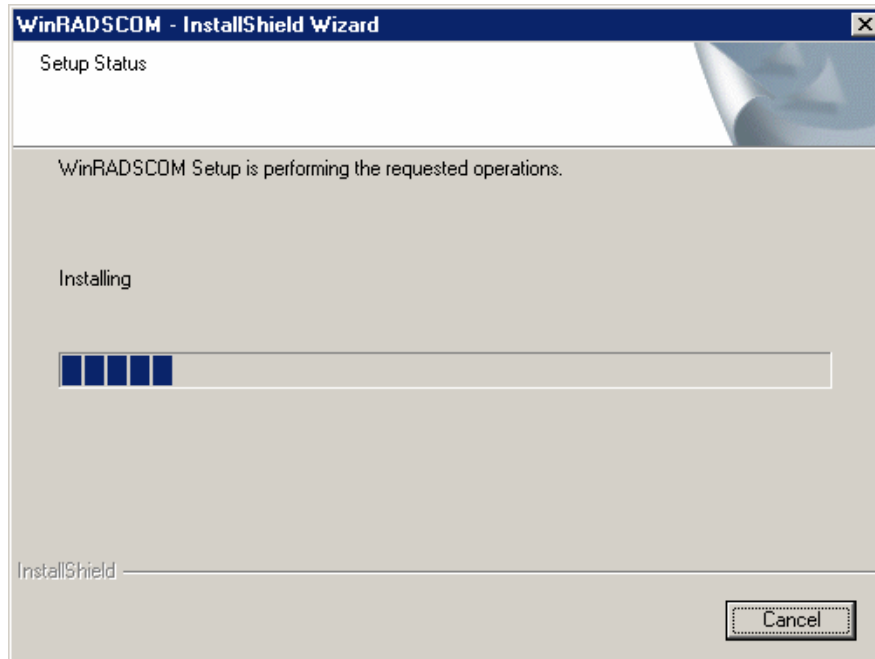 WinRADSCOM - InstallShield Wizard
Setup Status
WinRADSCOM Setup is performing the requested operations.
Installing
InstallShield
Cancel